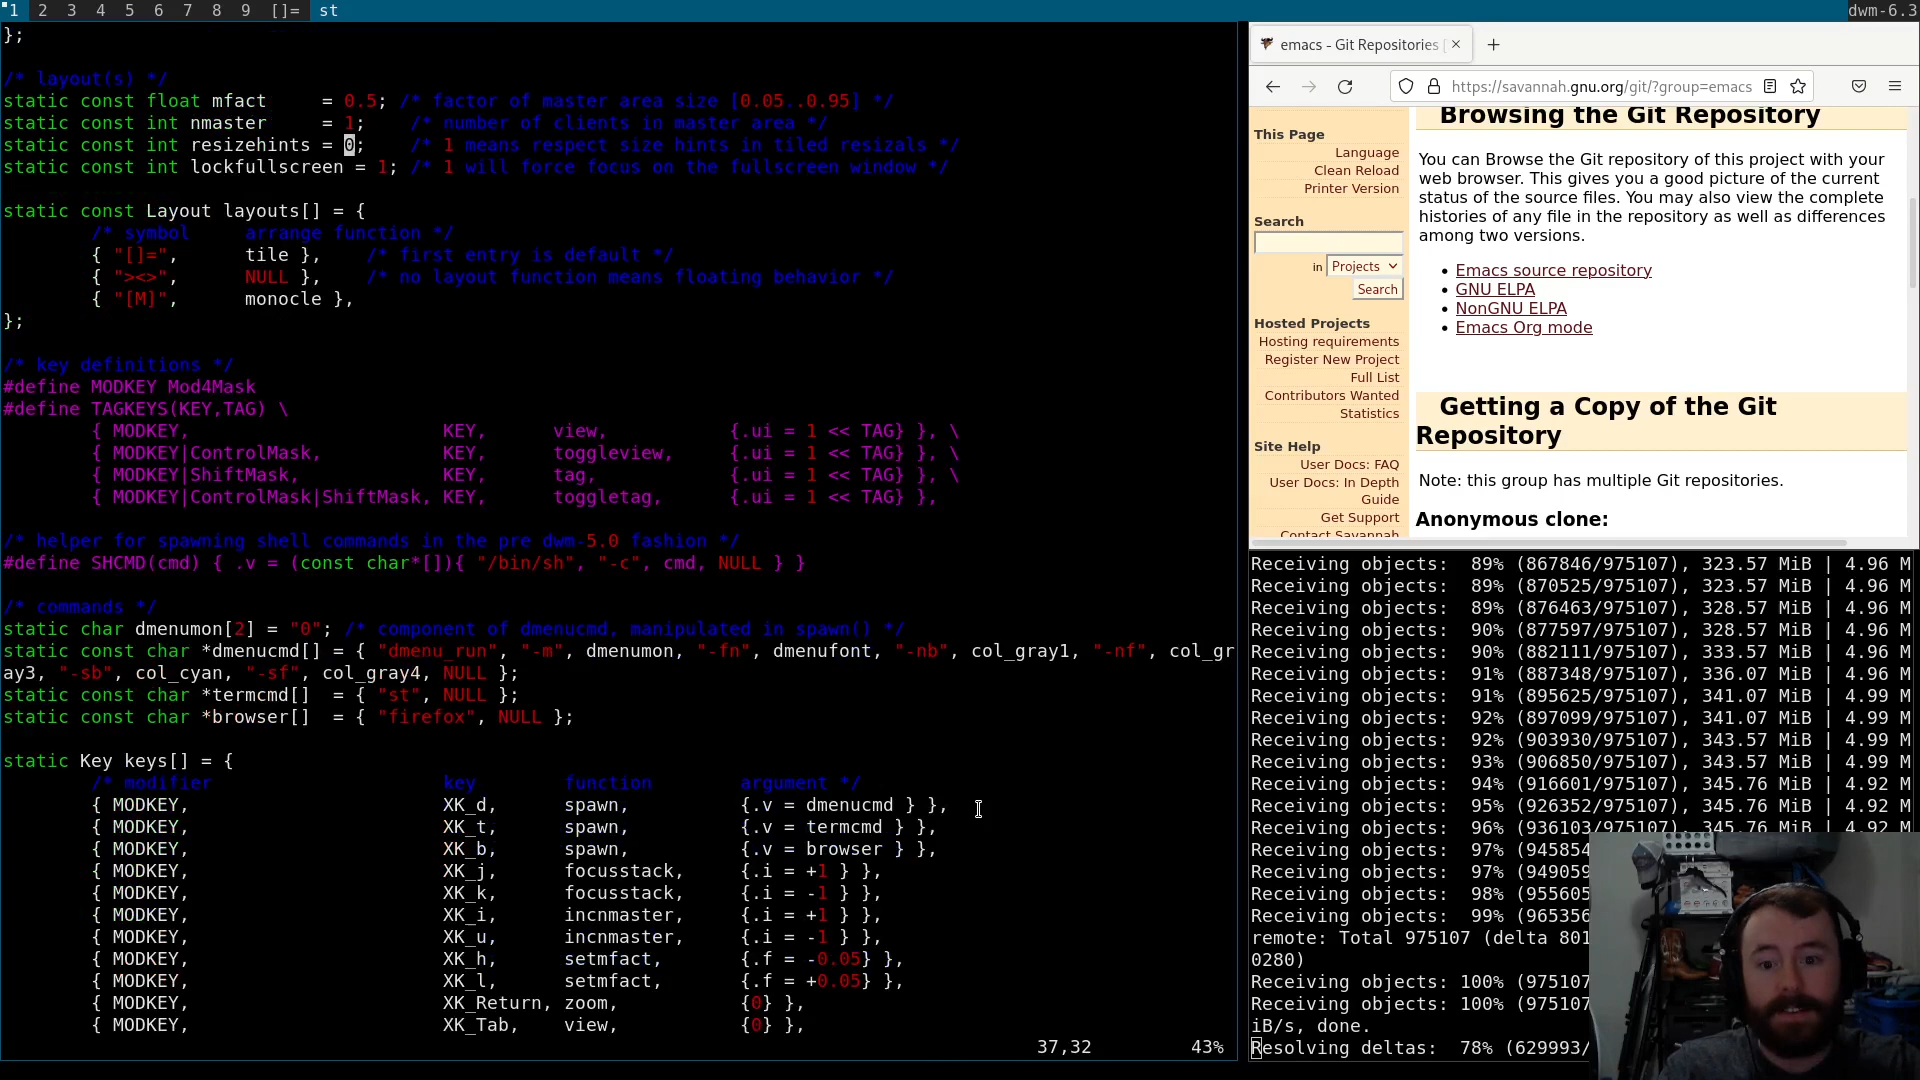 1 2 3 4 5 6 7 8 9 []= st dwm-6.3
};
/* layout(s) */
static const float mfact     = 0.5; /* factor of master area size [0.05..0.95] */
static const int nmaster     = 1;    /* number of clients in master area */
static const int resizehints = 0;    /* 1 means respect size hints in tiled resizals */
static const int lockfullscreen = 1; /* 1 will force focus on the fullscreen window */
static const Layout layouts[] = {
/* symbol     arrange function */
{ "[]=",      tile },    /* first entry is default */
{ "><>",      NULL },    /* no layout function means floating behavior */
{ "[M]",      monocle },
};
/* key definitions */
#define MODKEY Mod4Mask
#define TAGKEYS(KEY,TAG) \
{ MODKEY,                       KEY,      view,           {.ui = 1 << TAG} }, \
{ MODKEY|ControlMask,           KEY,      toggleview,     {.ui = 1 << TAG} }, \
{ MODKEY|ShiftMask,             KEY,      tag,            {.ui = 1 << TAG} }, \
{ MODKEY|ControlMask|ShiftMask, KEY,      toggletag,      {.ui = 1 << TAG} },
/* helper for spawning shell commands in the pre dwm-5.0 fashion */
#define SHCMD(cmd) { .v = (const char*[]){ "/bin/sh", "-c", cmd, NULL } }
/* commands */
static char dmenumon[2] = "0"; /* component of dmenucmd, manipulated in spawn() */
static const char *dmenucmd[] = { "dmenu_run", "-m", dmenumon, "-fn", dmenufont, "-nb", col_gray1, "-nf", col_gr
ay3, "-sb", col_cyan, "-sf", col_gray4, NULL };
static const char *termcmd[]  = { "st", NULL };
static const char *browser[]  = { "firefox", NULL };
static Key keys[] = {
/* modifier                     key        function        argument */
{ MODKEY,                       XK_d,      spawn,          {.v = dmenucmd } },
{ MODKEY,                       XK_t,      spawn,          {.v = termcmd } },
{ MODKEY,                       XK_b,      spawn,          {.v = browser } },
{ MODKEY,                       XK_j,      focusstack,     {.i = +1 } },
{ MODKEY,                       XK_k,      focusstack,     {.i = -1 } },
{ MODKEY,                       XK_i,      incnmaster,     {.i = +1 } },
{ MODKEY,                       XK_u,      incnmaster,     {.i = -1 } },
{ MODKEY,                       XK_h,      setmfact,       {.f = -0.05} },
{ MODKEY,                       XK_l,      setmfact,       {.f = +0.05} },
{ MODKEY,                       XK_Return, zoom,           {0} },
{ MODKEY,                       XK_Tab,    view,           {0} },
37,32 43%
emacs - Git Repositories [
https://savannah.gnu.org/git/?group=emacs
This Page
Language
Clean Reload
Printer Version
Search
in Projects
Search
Hosted Projects
Hosting requirements
Register New Project
Full List
Contributors Wanted
Statistics
Site Help
User Docs: FAQ
User Docs: In Depth
Guide
Get Support
Contact Savannah
Browsing the Git Repository
You can Browse the Git repository of this project with your
web browser. This gives you a good picture of the current
status of the source files. You may also view the complete
histories of any file in the repository as well as differences
among two versions.
• Emacs source repository
• GNU ELPA
• NonGNU ELPA
• Emacs Org mode
Getting a Copy of the Git
Repository
Note: this group has multiple Git repositories.
Anonymous clone:
Receiving objects:  89% (867846/975107), 323.57 MiB | 4.96 M
Receiving objects:  89% (870525/975107), 323.57 MiB | 4.96 M
Receiving objects:  89% (876463/975107), 328.57 MiB | 4.96 M
Receiving objects:  90% (877597/975107), 328.57 MiB | 4.96 M
Receiving objects:  90% (882111/975107), 333.57 MiB | 4.96 M
Receiving objects:  91% (887348/975107), 336.07 MiB | 4.96 M
Receiving objects:  91% (895625/975107), 341.07 MiB | 4.99 M
Receiving objects:  92% (897099/975107), 341.07 MiB | 4.99 M
Receiving objects:  92% (903930/975107), 343.57 MiB | 4.99 M
Receiving objects:  93% (906850/975107), 343.57 MiB | 4.99 M
Receiving objects:  94% (916601/975107), 345.76 MiB | 4.92 M
Receiving objects:  95% (926352/975107), 345.76 MiB | 4.92 M
Receiving objects:  96% (936103/975107), 345.76 MiB | 4.92 M
Receiving objects:  97% (945854
Receiving objects:  97% (949059
Receiving objects:  98% (955605
Receiving objects:  99% (965356
remote: Total 975107 (delta 801
0280)
Receiving objects: 100% (975107
Receiving objects: 100% (975107
iB/s, done.
Resolving deltas:  78% (629993/